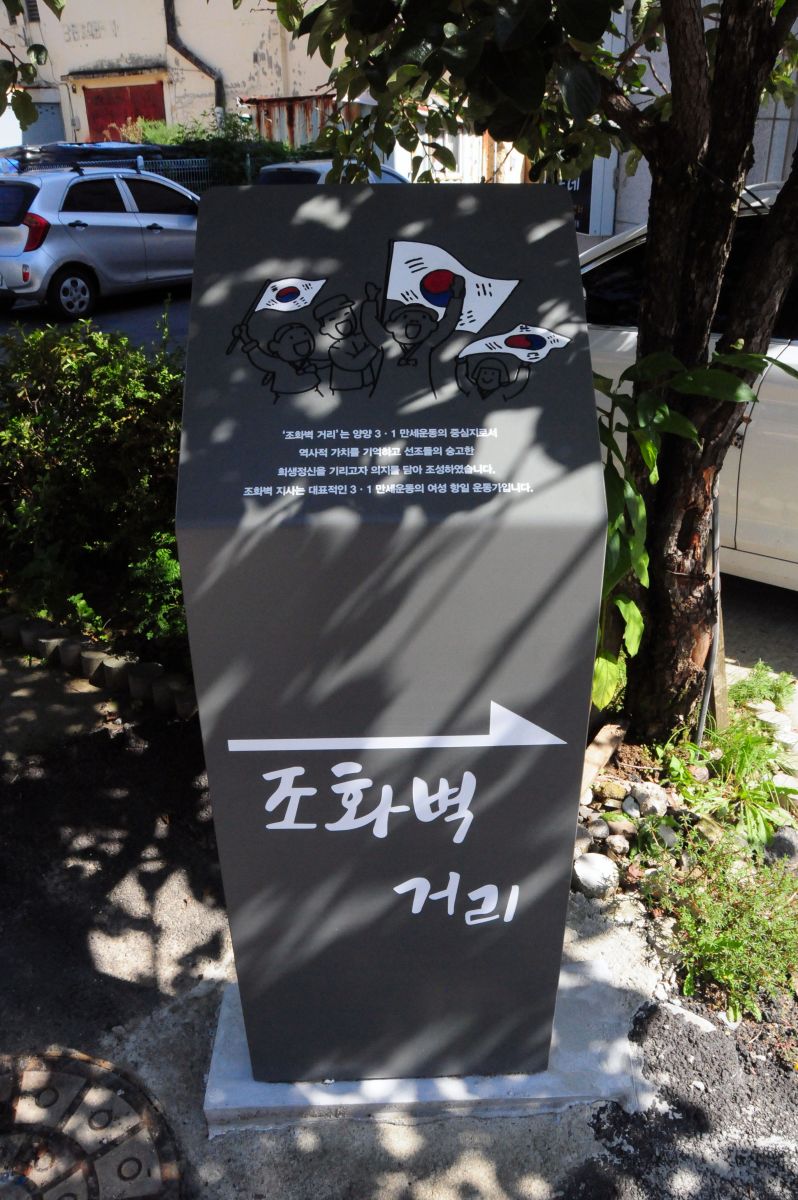 '조화벽 거리'는 양양 3·1 만세운동의 중심지로서
역사적 가치를 기억하고 선조들의 숭고한
희생정신을 기리고자 의지를 담아 조성하였습니다.
조화벽 지사는 대표적인 3·1 만세운동의 여성 항일 운동가입니다.
조화벽
거리